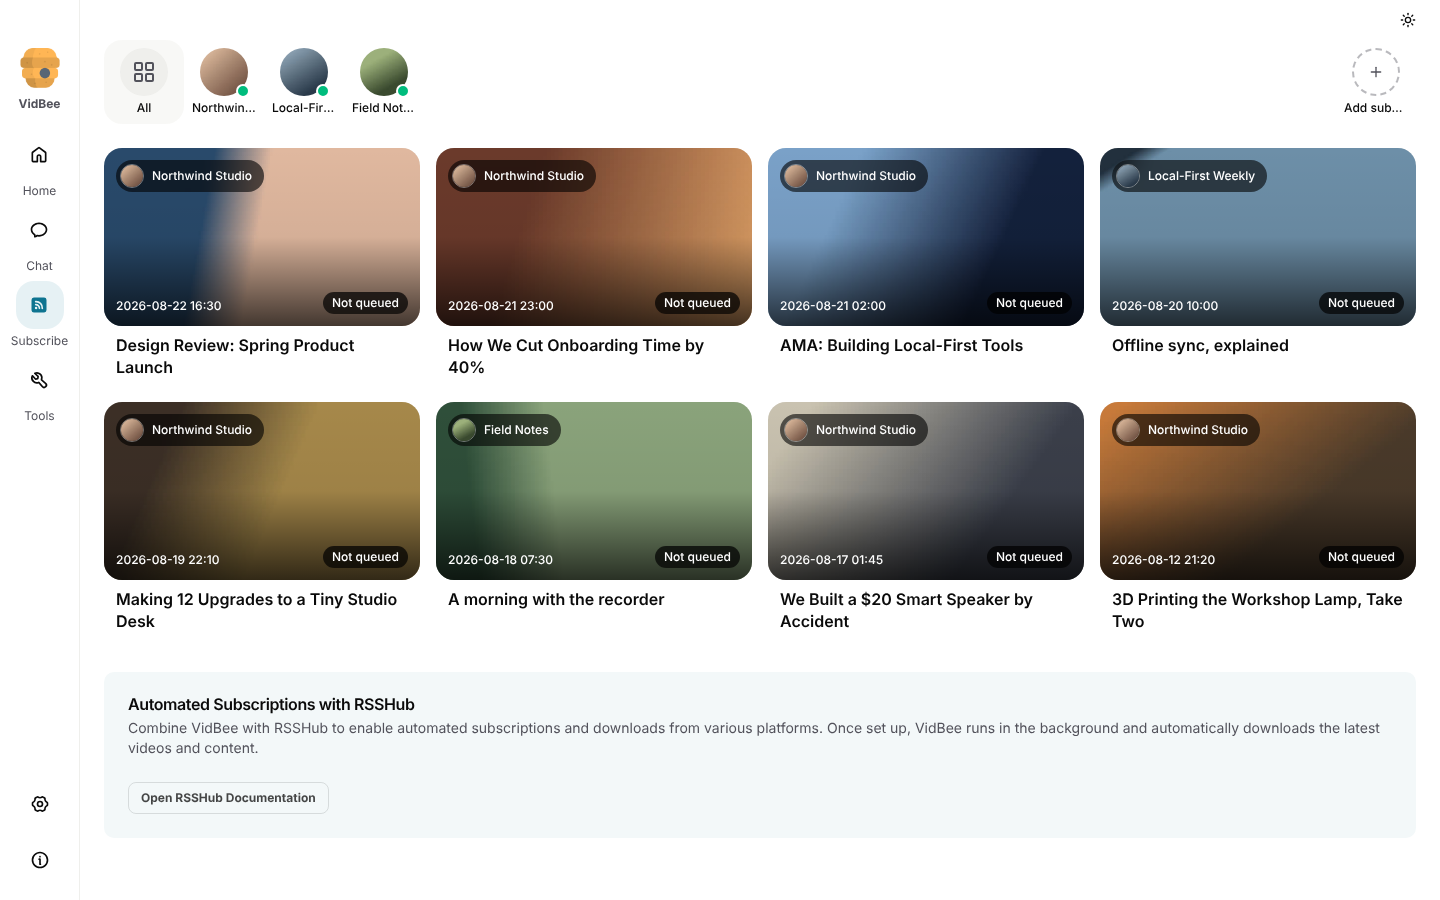 VidBee
Home
Chat
Subscribe
Tools
All
Northwin...
Local-Fir...
Field Not...
Add sub...
Northwind Studio
2026-08-22 16:30
Not queued
Design Review: Spring Product
Launch
Northwind Studio
2026-08-21 23:00
Not queued
How We Cut Onboarding Time by
40%
Northwind Studio
2026-08-21 02:00
Not queued
AMA: Building Local-First Tools
Local-First Weekly
2026-08-20 10:00
Not queued
Offline sync, explained
Northwind Studio
2026-08-19 22:10
Not queued
Making 12 Upgrades to a Tiny Studio
Desk
Field Notes
2026-08-18 07:30
Not queued
A morning with the recorder
Northwind Studio
2026-08-17 01:45
Not queued
We Built a $20 Smart Speaker by
Accident
Northwind Studio
2026-08-12 21:20
Not queued
3D Printing the Workshop Lamp, Take
Two
Automated Subscriptions with RSSHub
Combine VidBee with RSSHub to enable automated subscriptions and downloads from various platforms. Once set up, VidBee runs in the background and automatically downloads the latest
videos and content.
Open RSSHub Documentation